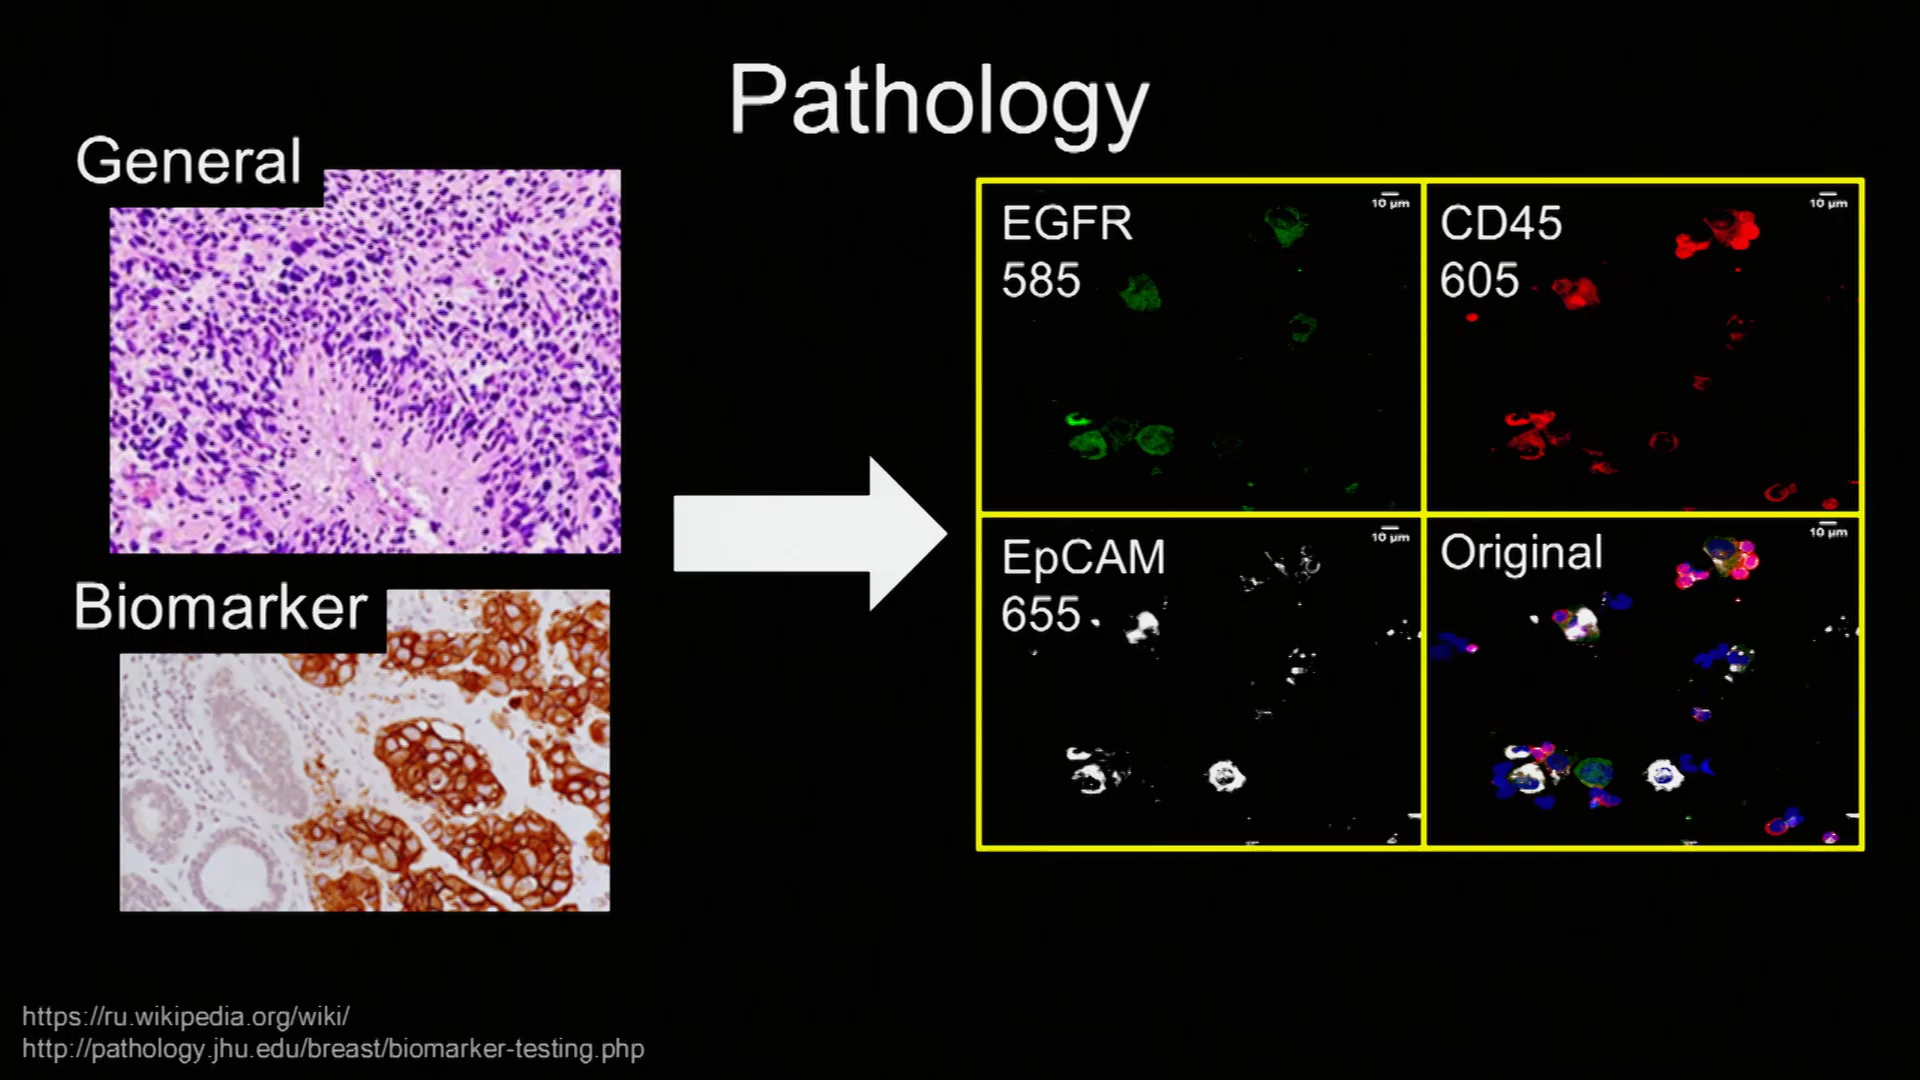 Pathology
General
Biomarker
EGFR
585
10 μm
CD45
605
10 μm
EpCAM
655
10 μm
Original
10 μm
https://ru.wikipedia.org/wiki/
http://pathology.jhu.edu/breast/biomarker-testing.php